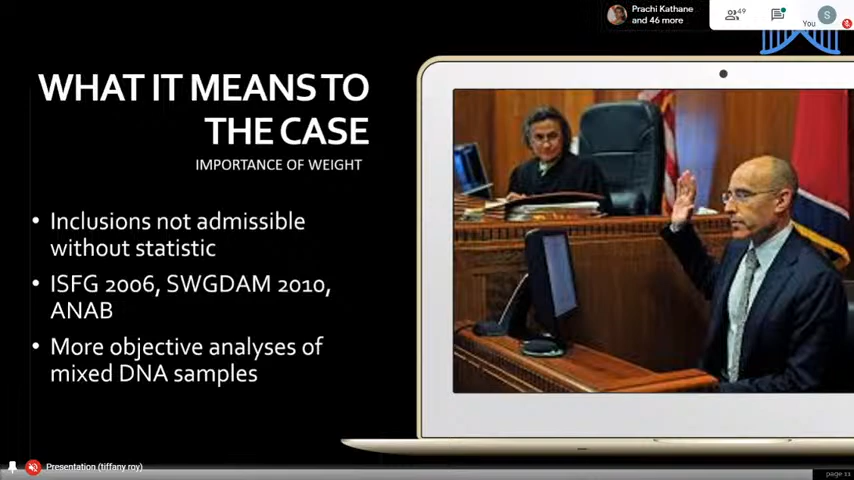 Prachi Kathane
and 46 more
49
S
You
WHAT IT MEANS TO
THE CASE
IMPORTANCE OF WEIGHT
• Inclusions not admissible
without statistic
• ISFG 2006, SWGDAM 2010,
ANAB
• More objective analyses of
mixed DNA samples
Presentation (tiffany roy)
page 11